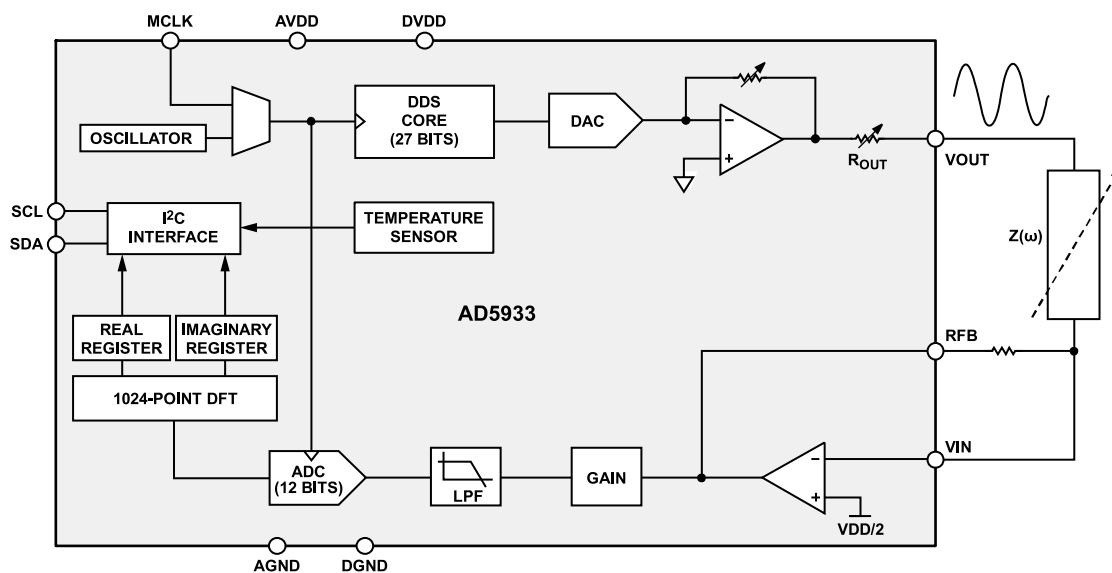 MCLK
AVDD
DVDD
OSCILLATOR
DDS
CORE
(27 BITS)
DAC
−
+
ROUT
VOUT
SCL
SDA
I2C
INTERFACE
TEMPERATURE
SENSOR
Z(ω)
AD5933
REAL
REGISTER
IMAGINARY
REGISTER
RFB
1024-POINT DFT
VIN
ADC
(12 BITS)
LPF
GAIN
−
+
VDD/2
AGND
DGND